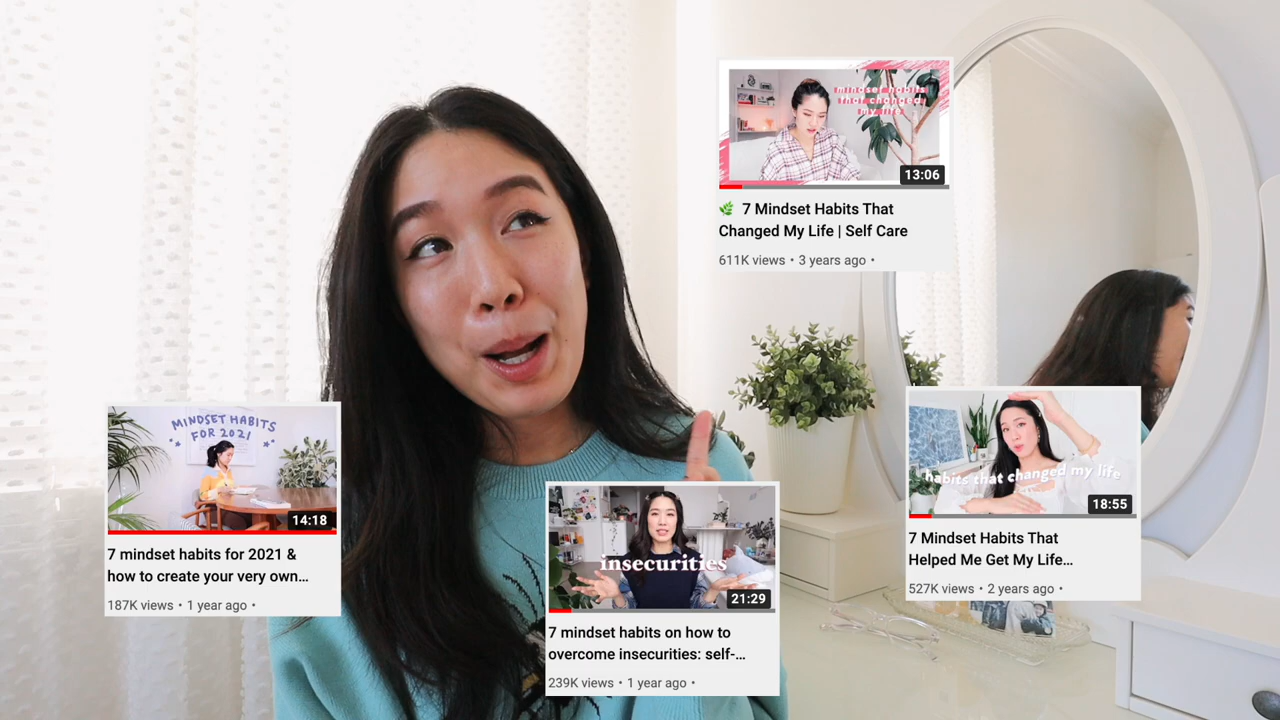 mindset habits
that changed
my life
13:06
🌿 7 Mindset Habits That
Changed My Life | Self Care
611K views • 3 years ago •
MINDSET HABITS
FOR 2021
14:18
7 mindset habits for 2021 &
how to create your very own...
187K views • 1 year ago •
insecurities
21:29
7 mindset habits on how to
overcome insecurities: self-...
239K views • 1 year ago •
habits that changed my life
18:55
7 Mindset Habits That
Helped Me Get My Life...
527K views • 2 years ago •